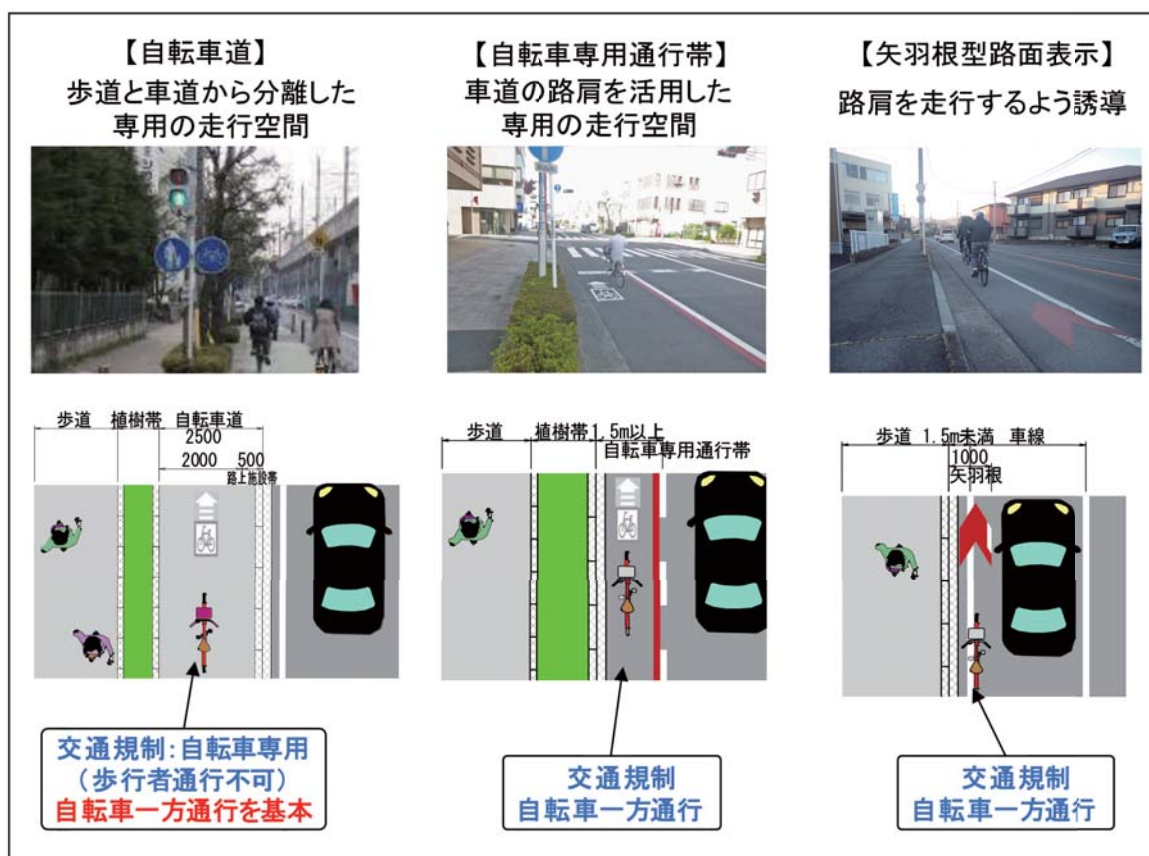 【自転車道】
歩道と車道から分離した
専用の走行空間
【自転車専用通行帯】
車道の路肩を活用した
専用の走行空間
【矢羽根型路面表示】
路肩を走行するよう誘導
歩道 植樹帯 自転車道
2500
2000 500
路上施設帯
交通規制:自転車専用
(歩行者通行不可)
自転車一方通行を基本
歩道 植樹帯 1.5m以上
自転車専用通行帯
交通規制
自転車一方通行
歩道 1.5m未満 車線
1000
矢羽根
交通規制
自転車一方通行